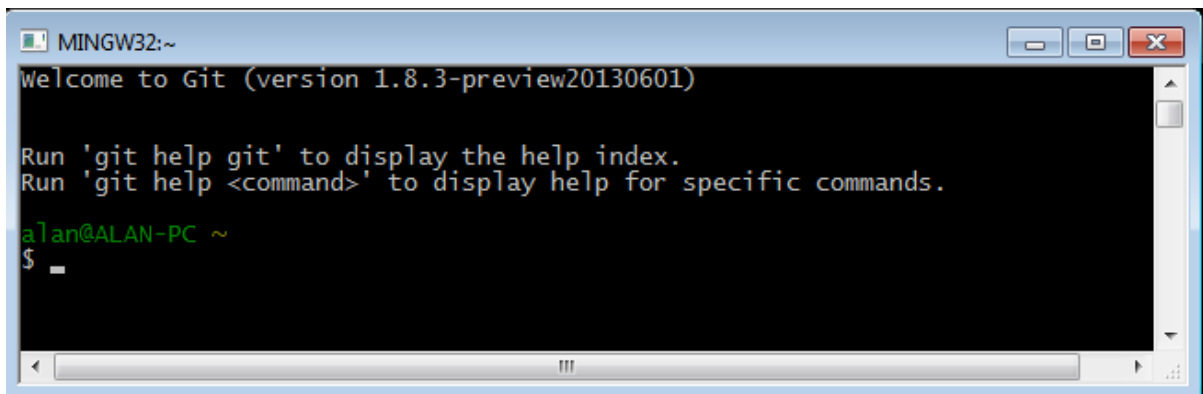 MINGW32:~
Welcome to Git (version 1.8.3-preview20130601)
Run 'git help git' to display the help index.
Run 'git help <command>' to display help for specific commands.
alan@ALAN-PC ~
$